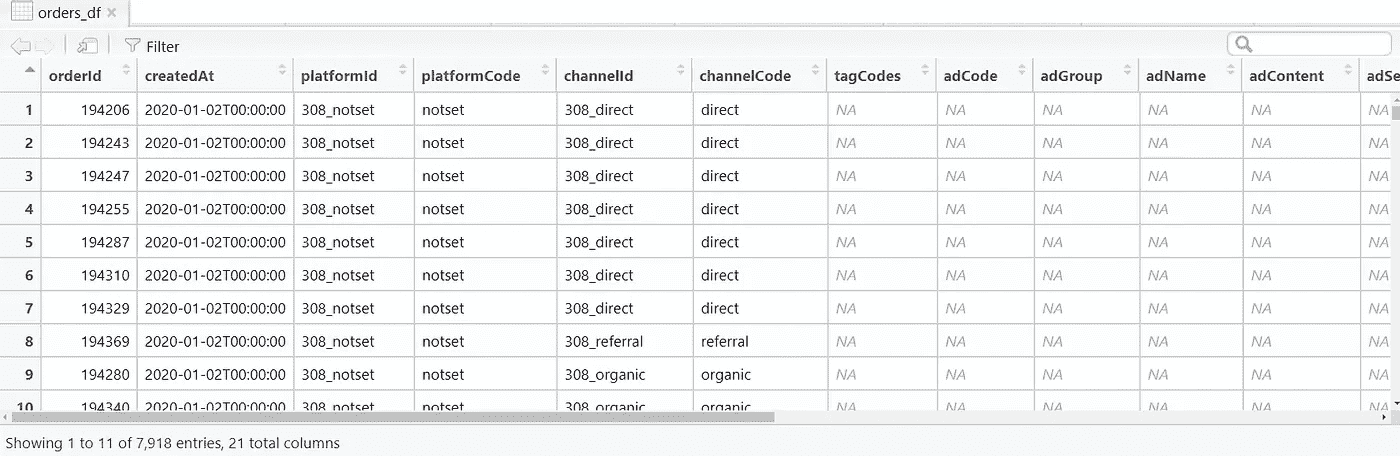 orders_df
Filter
orderId createdAt platformId platformCode channelId channelCode tagCodes adCode adGroup adName adContent adSe
1 194206 2020-01-02T00:00:00 308_notset notset 308_direct direct NA NA NA NA NA NA
2 194243 2020-01-02T00:00:00 308_notset notset 308_direct direct NA NA NA NA NA NA
3 194247 2020-01-02T00:00:00 308_notset notset 308_direct direct NA NA NA NA NA NA
4 194255 2020-01-02T00:00:00 308_notset notset 308_direct direct NA NA NA NA NA NA
5 194287 2020-01-02T00:00:00 308_notset notset 308_direct direct NA NA NA NA NA NA
6 194310 2020-01-02T00:00:00 308_notset notset 308_direct direct NA NA NA NA NA NA
7 194329 2020-01-02T00:00:00 308_notset notset 308_direct direct NA NA NA NA NA NA
8 194369 2020-01-02T00:00:00 308_notset notset 308_referral referral NA NA NA NA NA NA
9 194280 2020-01-02T00:00:00 308_notset notset 308_organic organic NA NA NA NA NA NA
10 194340 2020-01-02T00:00:00 308_notset notset 308_organic organic NA NA NA NA NA NA
Showing 1 to 11 of 7,918 entries, 21 total columns